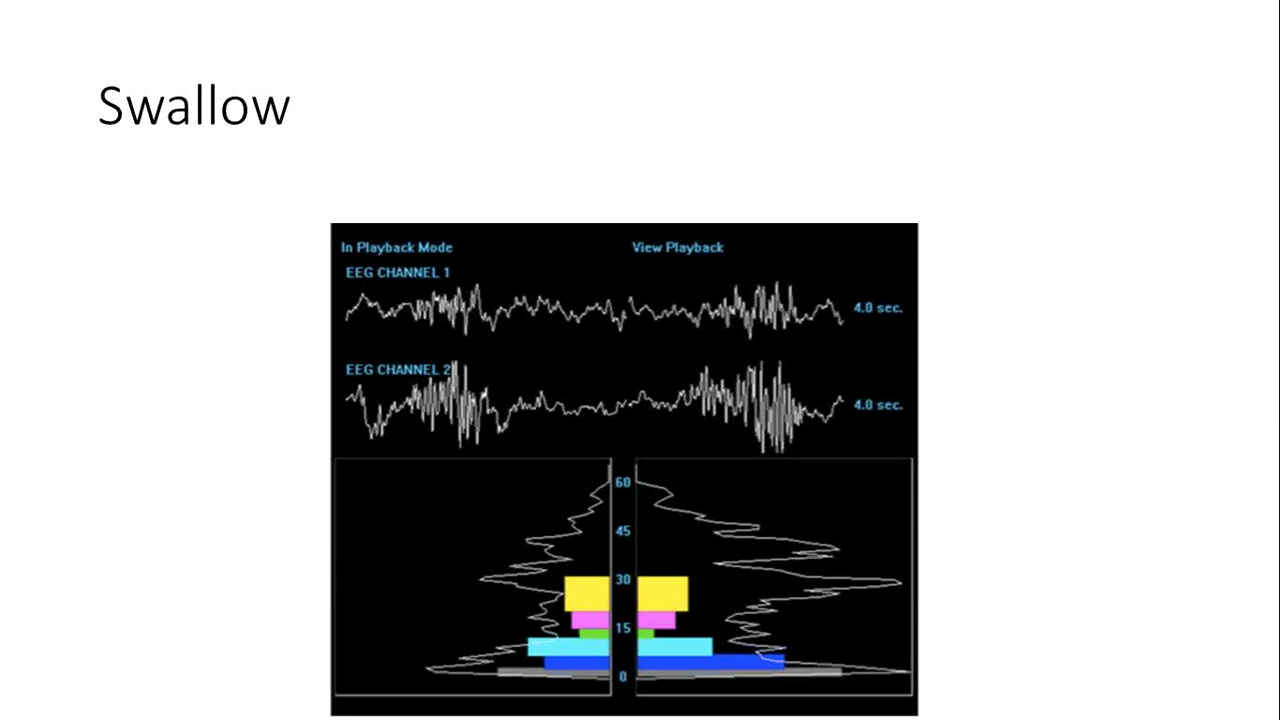 Swallow
In Playback Mode
View Playback
EEG CHANNEL 1
4.0 sec.
EEG CHANNEL 2
4.0 sec.
60
45
30
15
0